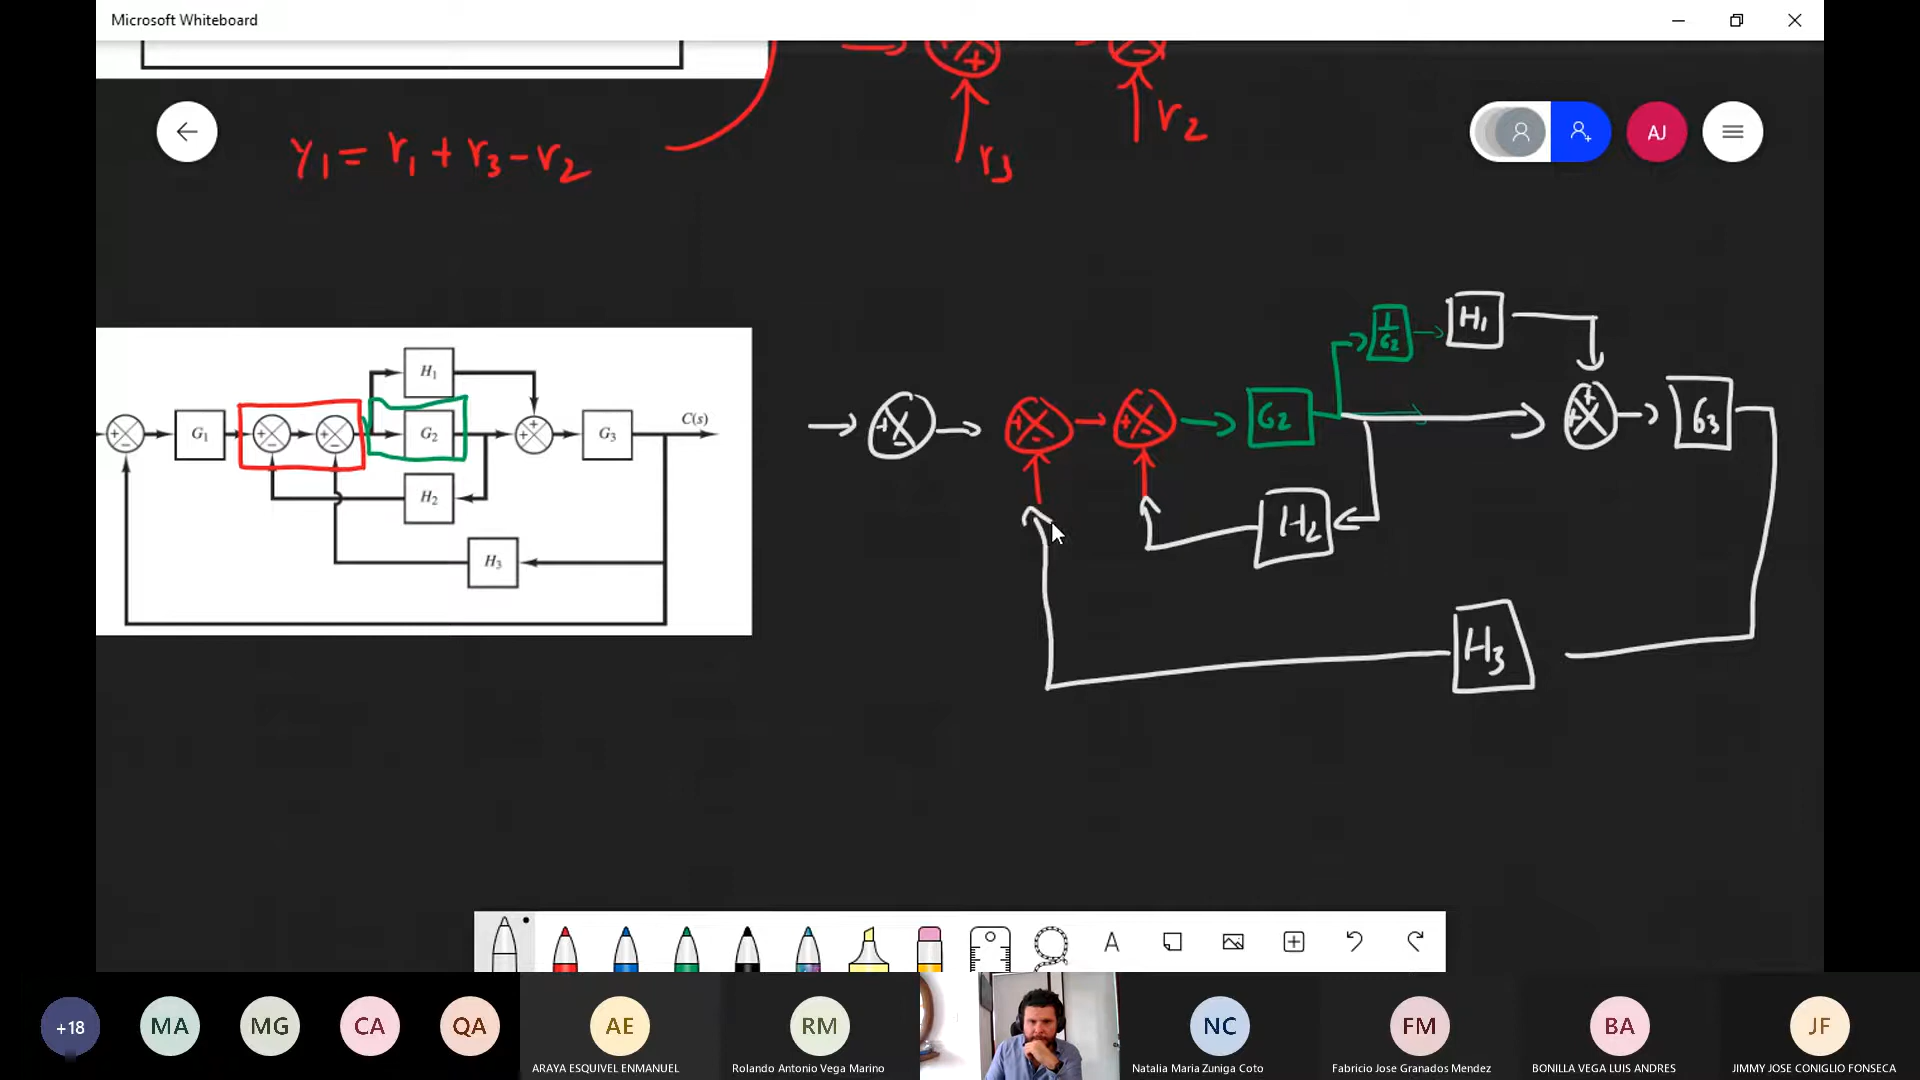 Microsoft Whiteboard
+
r3
-
r2
Y1 = r1 + r3 - r2
AJ
+ -
G1
+ -
+ -
H1
G2
+ +
G3
C(s)
H2
H3
+ -
+ -
+ -
G2
1/G2
H1
+ +
G3
H2
H3
A
+18
MA
MG
CA
QA
AE
ARAYA ESQUIVEL ENMANUEL
RM
Rolando Antonio Vega Marino
NC
Natalia Maria Zuniga Coto
FM
Fabricio Jose Granados Mendez
BA
BONILLA VEGA LUIS ANDRES
JF
JIMMY JOSE CONIGLIO FONSECA